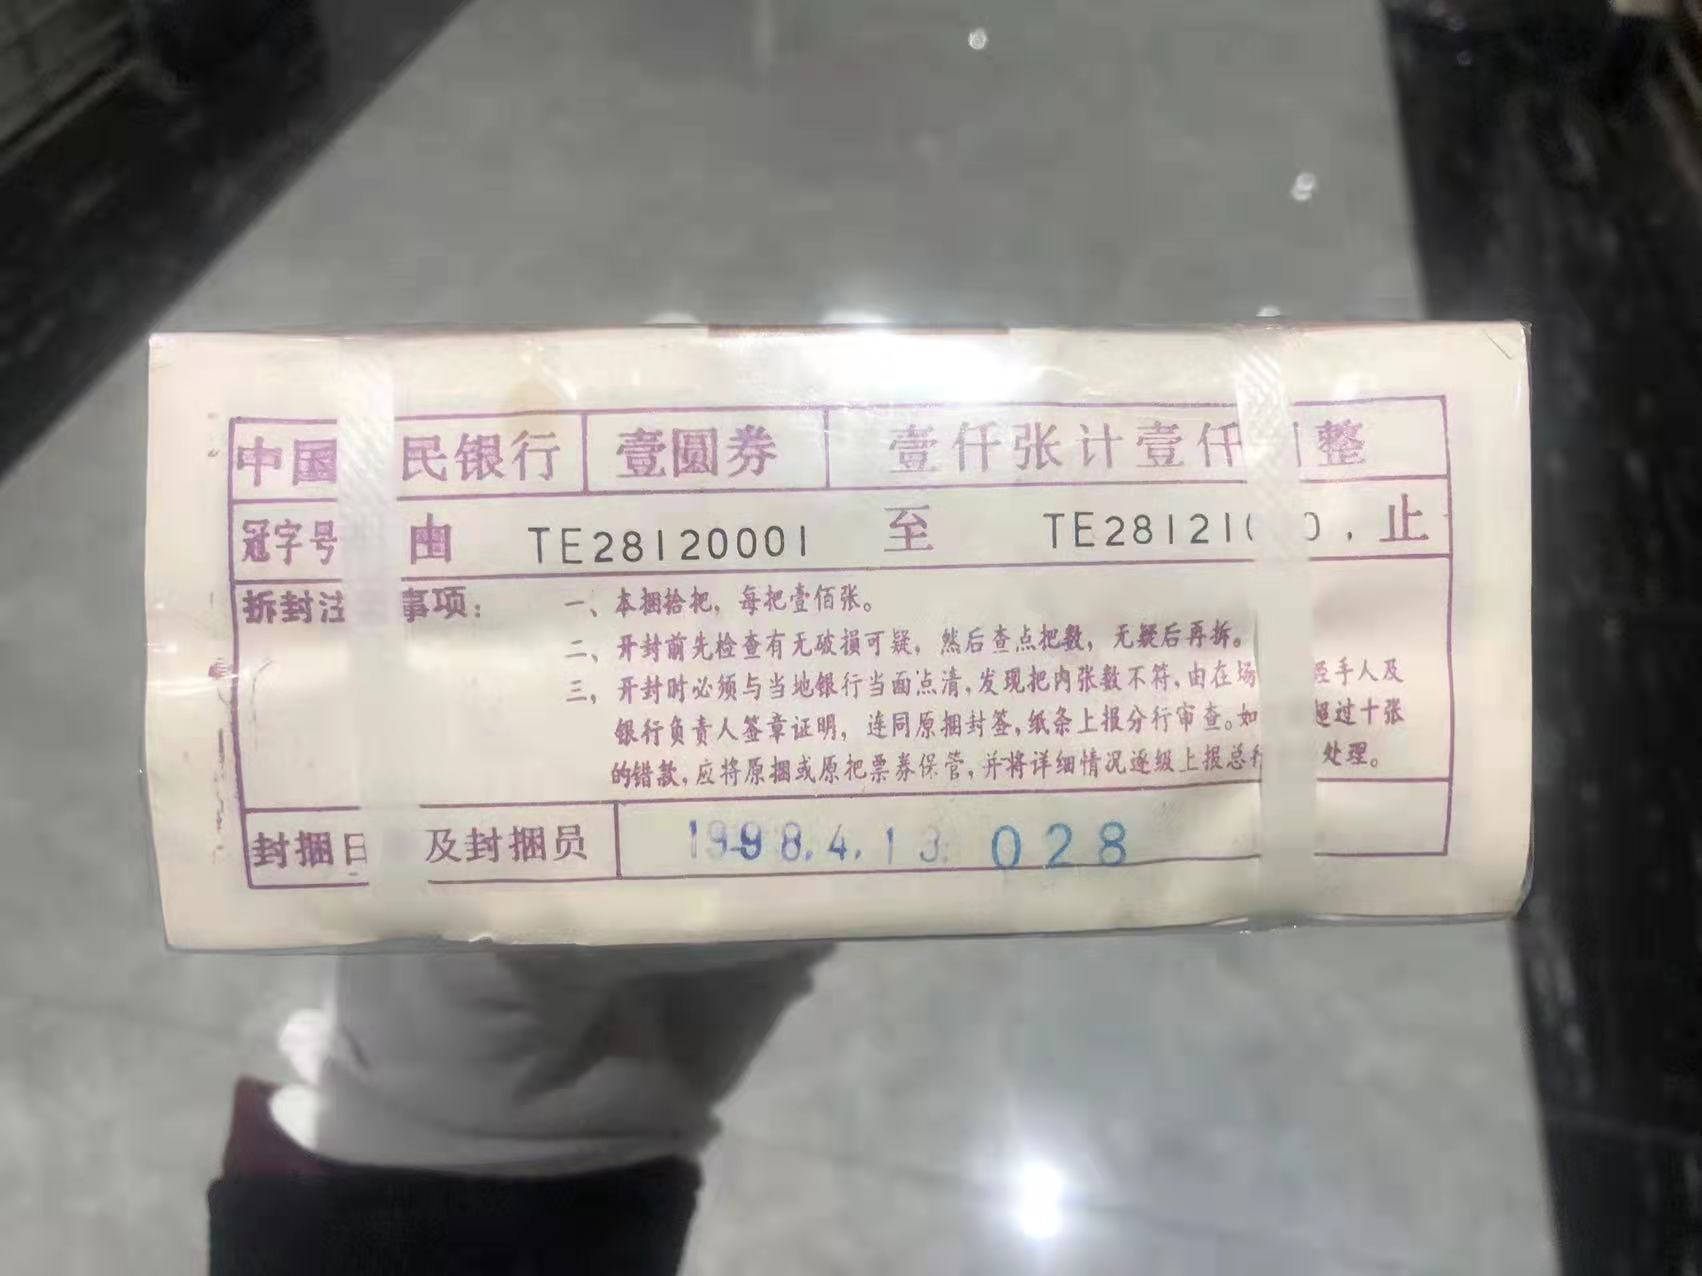 中国 民银行 壹圆券 壹仟张计壹仟 整
冠字号 由 TE28120001 至 TE28121 0. 止
拆封注 事项: 一、本捆拾把,每把壹佰张。
二、开封前先检查有无破损可疑,然后查点把数,无疑后再拆。
三、开封时必须与当地银行当面点清,发现把内张数不符,由在场 经手人及
银行负责人签章证明,连同原捆封签,纸条上报分行审查。如 超过十张
的错款,应将原捆或原把票券保管,并将详细情况逐级上报总行 处理。
封捆日 及封捆员 1998.4.13. 028